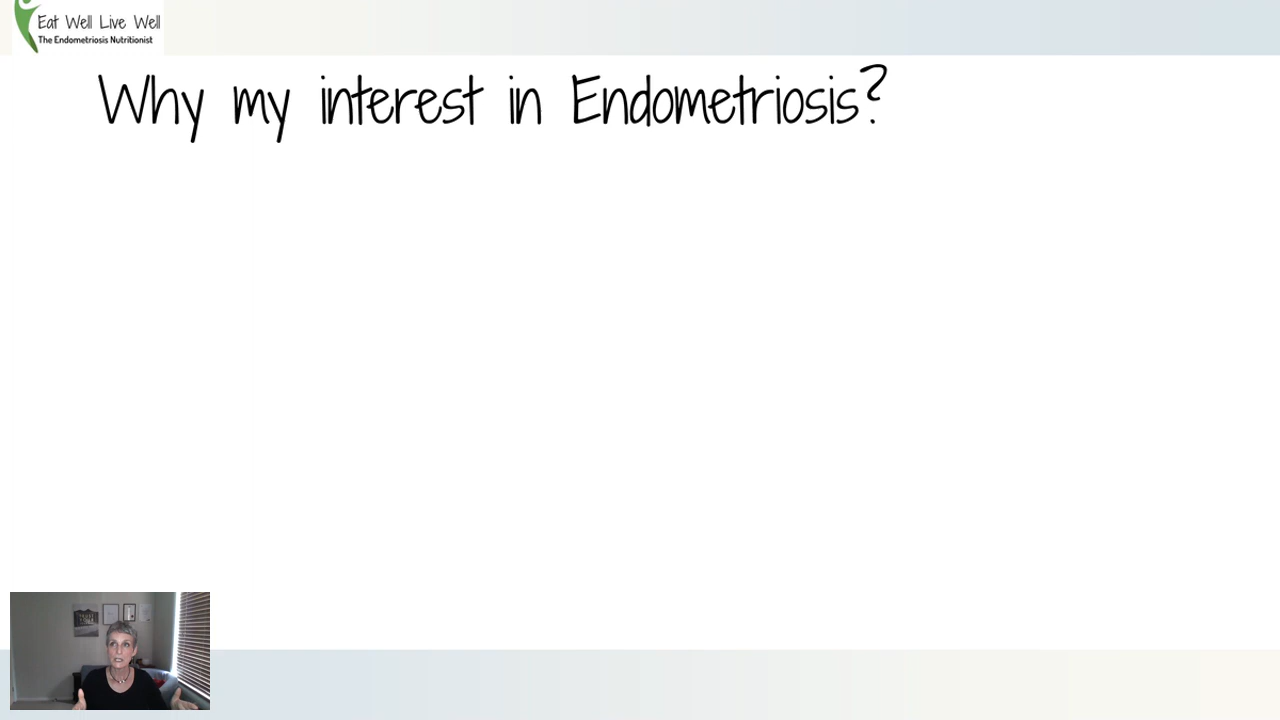 Eat Well Live Well
The Endometriosis Nutritionist
Why my interest in Endometriosis?